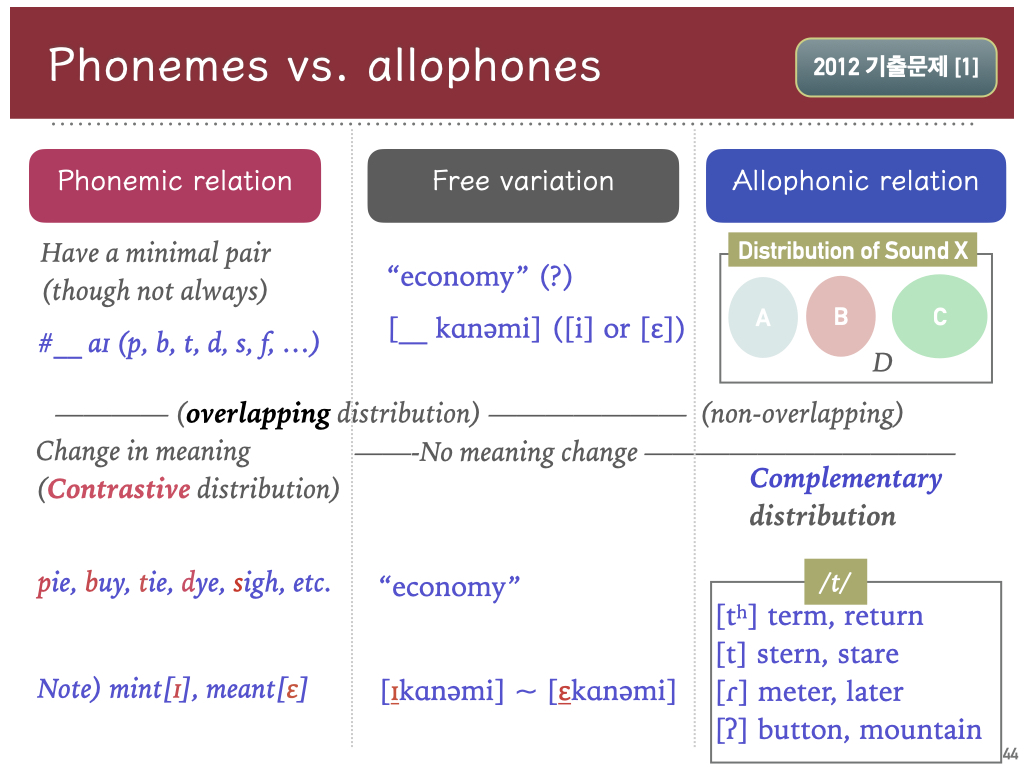 Phonemes vs. allophones
2012 기출문제 [1]
Phonemic relation
Have a minimal pair
(though not always)
#__ aɪ (p, b, t, d, s, f, …)
Free variation
“economy” (?)
[__ kɑnəmi] ([i] or [ɛ])
Allophonic relation
Distribution of Sound X
A
B
C
D
———— (overlapping distribution) ——————— (non-overlapping)
Change in meaning
(Contrastive distribution)
——-No meaning change ———————————
Complementary
distribution
pie, buy, tie, dye, sigh, etc.
Note) mint[ɪ], meant[ɛ]
“economy”
[ɪkɑnəmi] ~ [ɛkɑnəmi]
/t/
[tʰ] term, return
[t] stern, stare
[ɾ] meter, later
[ʔ] button, mountain
44